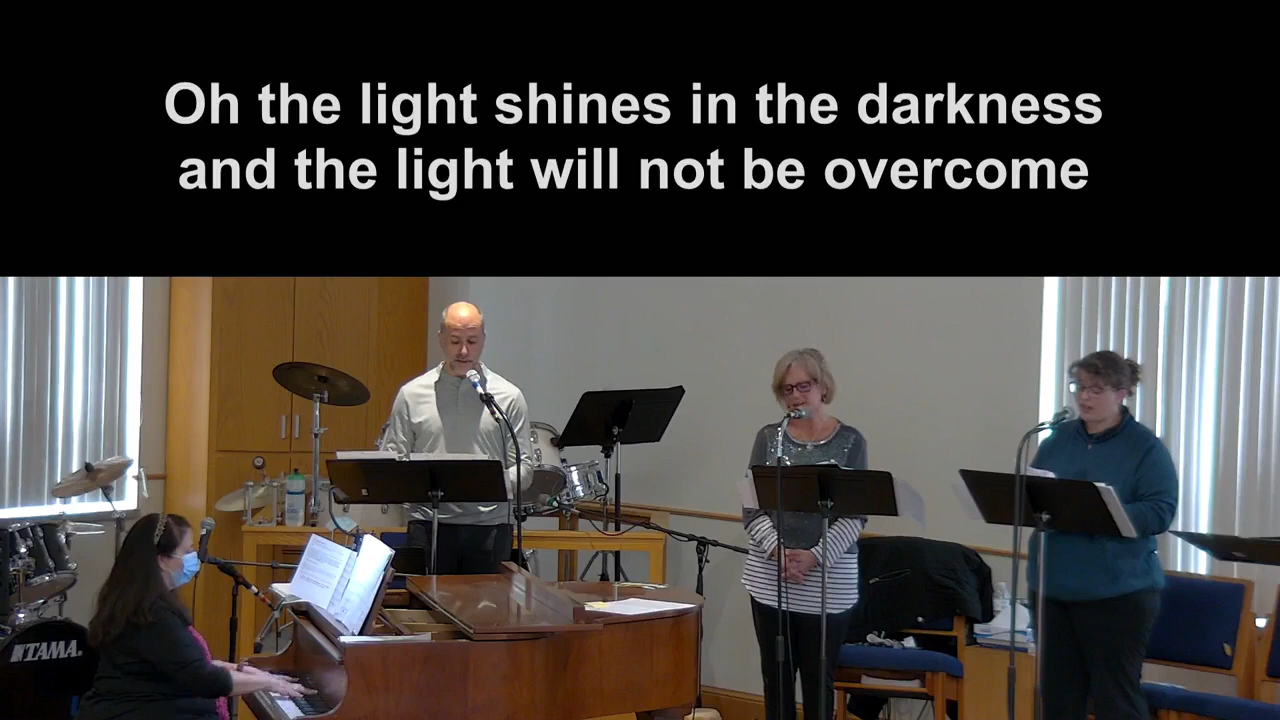 Oh the light shines in the darkness
and the light will not be overcome
TAMA